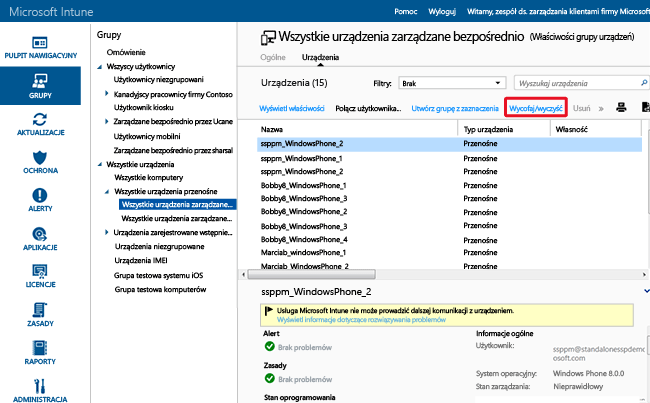 Microsoft Intune
Pomoc Wyloguj Witamy, zespół ds. zarządzania klientami firmy Microsoft
PULPIT NAWIGACYJNY
GRUPY
AKTUALIZACJE
OCHRONA
ALERTY
APLIKACJE
LICENCJE
ZASADY
RAPORTY
ADMINISTRACJA
Grupy
Omówienie
Wszyscy użytkownicy
Użytkownicy niezgrupowani
Kanadyjscy pracownicy firmy Contoso
Użytkownik kiosku
Zarządzane bezpośrednio przez Ucane
Użytkownicy mobilni
Zarządzane bezpośrednio przez sharsal
Wszystkie urządzenia
Wszystkie komputery
Wszystkie urządzenia przenośne
Wszystkie urządzenia zarządzane...
Wszystkie urządzenia zarządzane...
Urządzenia zarejestrowane wstępnie...
Urządzenia niezgrupowane
Urządzenia IMEI
Grupa testowa systemu iOS
Grupa testowa komputerów
Wszystkie urządzenia zarządzane bezpośrednio (Właściwości grupy urządzeń)
Ogólne Urządzenia
Urządzenia (15) Filtry: Brak Wyszukaj urządzenia
Wyświetl właściwości Połącz użytkownika... Utwórz grupę z zaznaczenia Wycofaj/wyczyść Usuń »
Nazwa Typ urządzenia Własność
ssppm_WindowsPhone_2 Przenośne
ssppm_WindowsPhone_1 Przenośne
ssppm_WindowsPhone_2 Przenośne
Bobby8_WindowsPhone_1 Przenośne
Bobby8_WindowsPhone_3 Przenośne
Bobby8_WindowsPhone_2 Przenośne
Bobby8_WindowsPhone_3 Przenośne
Bobby8_WindowsPhone_4 Przenośne
Marciab_WindowsPhone_1 Przenośne
Marciab_WindowsPhone_2 Przenośne
ssppm_WindowsPhone_2
Usługa Microsoft Intune nie może prowadzić dalszej komunikacji z urządzeniem.
Wyświetl informacje dotyczące rozwiązywania problemów
Alert
Brak problemów
Zasady
Brak problemów
Stan oprogramowania
Informacje ogólne
Użytkownik: ssppm@standalonesspdemo
osoft.com
System operacyjny: Windows Phone 8.0.0
Stan zarządzania: Nieprawidłowy